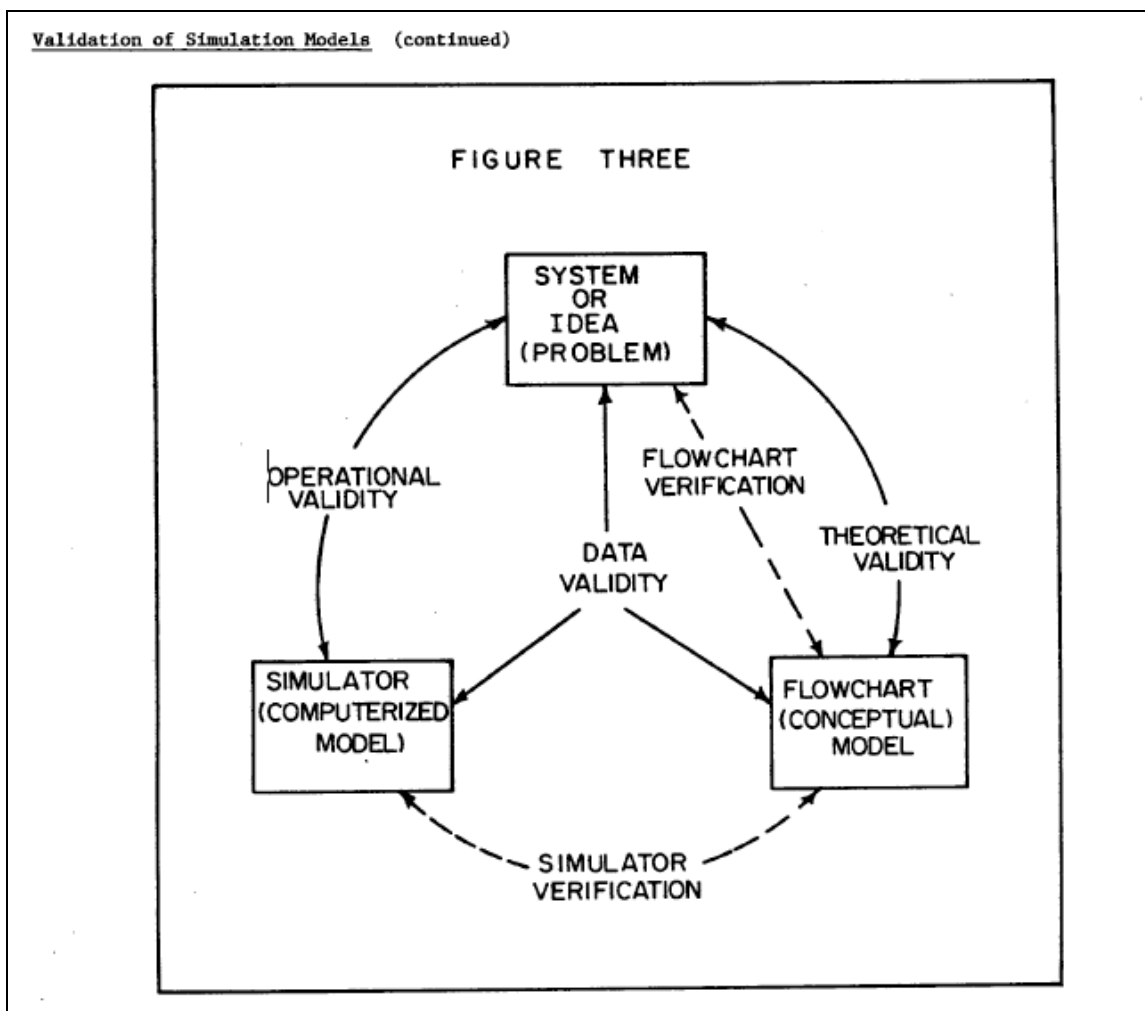 Validation of Simulation Models (continued)
FIGURE THREE
SYSTEM
OR
IDEA
(PROBLEM)
OPERATIONAL
VALIDITY
FLOWCHART
VERIFICATION
DATA
VALIDITY
THEORETICAL
VALIDITY
SIMULATOR
(COMPUTERIZED
MODEL)
FLOWCHART
(CONCEPTUAL)
MODEL
SIMULATOR
VERIFICATION